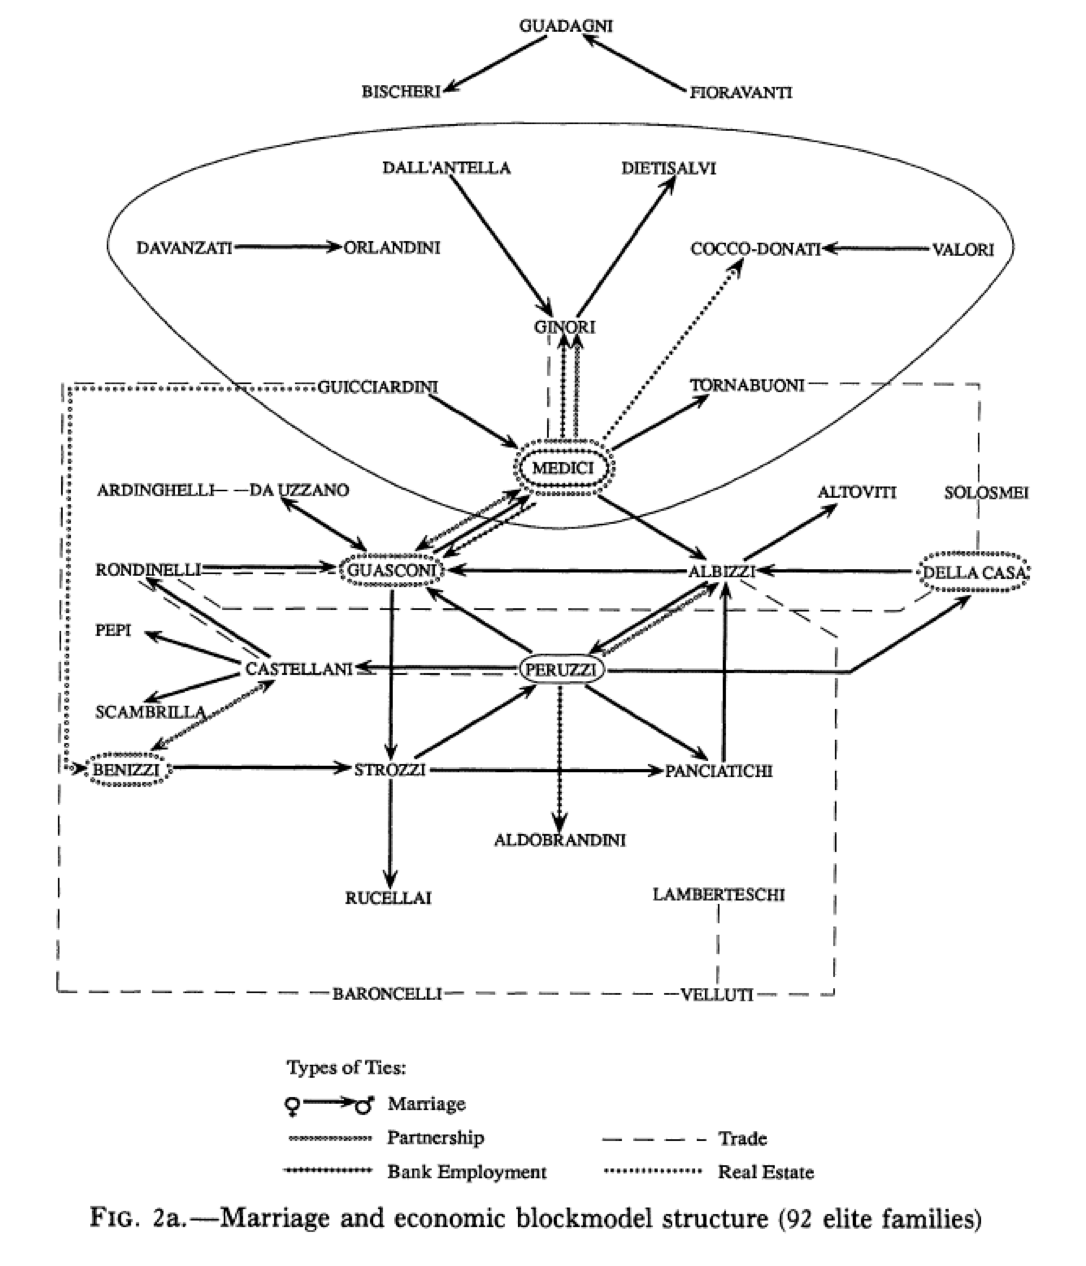 GUADAGNI
BISCHERI
FIORAVANTI
DALL'ANTELLA
DIETISALVI
DAVANZATI
ORLANDINI
COCCO-DONATI
VALORI
GINORI
GUICCIARDINI
TORNABUONI
MEDICI
ARDINGHELLI
DA UZZANO
ALTOVITI
SOLOSMEI
RONDINELLI
GUASCONI
ALBIZZI
DELLA CASA
PEPI
CASTELLANI
PERUZZI
SCAMBRILLA
BENIZZI
STROZZI
PANCIATICHI
ALDOBRANDINI
RUCELLAI
LAMBERTESCHI
BARONCELLI
VELLUTI
Types of Ties:
♀ ♂ Marriage
Partnership
Trade
Bank Employment
Real Estate
FIG. 2a.—Marriage and economic blockmodel structure (92 elite families)